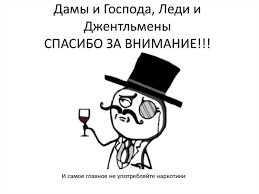 Дамы и Господа, Леди и
Джентльмены
СПАСИБО ЗА ВНИМАНИЕ!!!
И самое главное не употребляйте наркотики